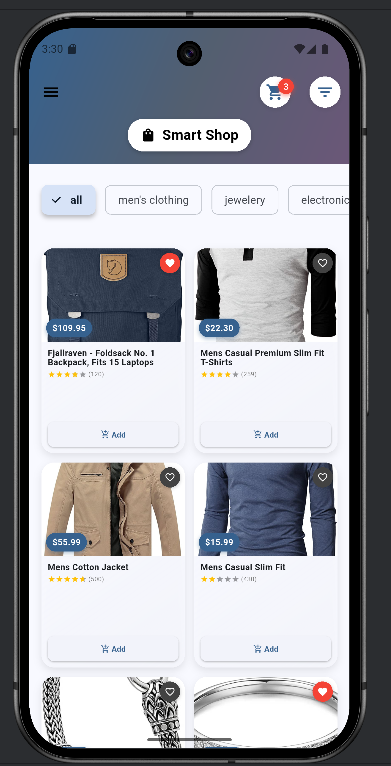 3:30
3
Smart Shop
all
men's clothing
jewelery
electronic
$109.95
$22.30
Fjallraven - Foldsack No. 1
Backpack, Fits 15 Laptops
(120)
Mens Casual Premium Slim Fit
T-Shirts
(259)
Add
Add
$55.99
$15.99
Mens Cotton Jacket
(500)
Mens Casual Slim Fit
(430)
Add
Add